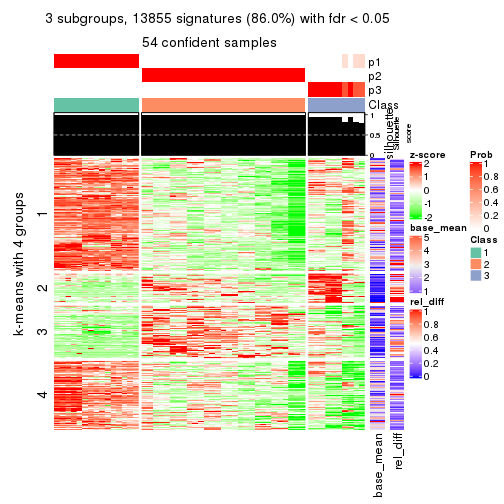 3 subgroups, 13855 signatures (86.0%) with fdr < 0.05
54 confident samples
p1
p2
p3
Class
1
0.5
0
silhouette
Silhouette
score
k-means with 4 groups
1
2
3
4
base_mean
rel_diff
z-score
2
1
0
-1
-2
base_mean
5
4
3
2
1
rel_diff
1
0.8
0.6
0.4
0.2
0
Prob
1
0.8
0.6
0.4
0.2
0
Class
1
2
3